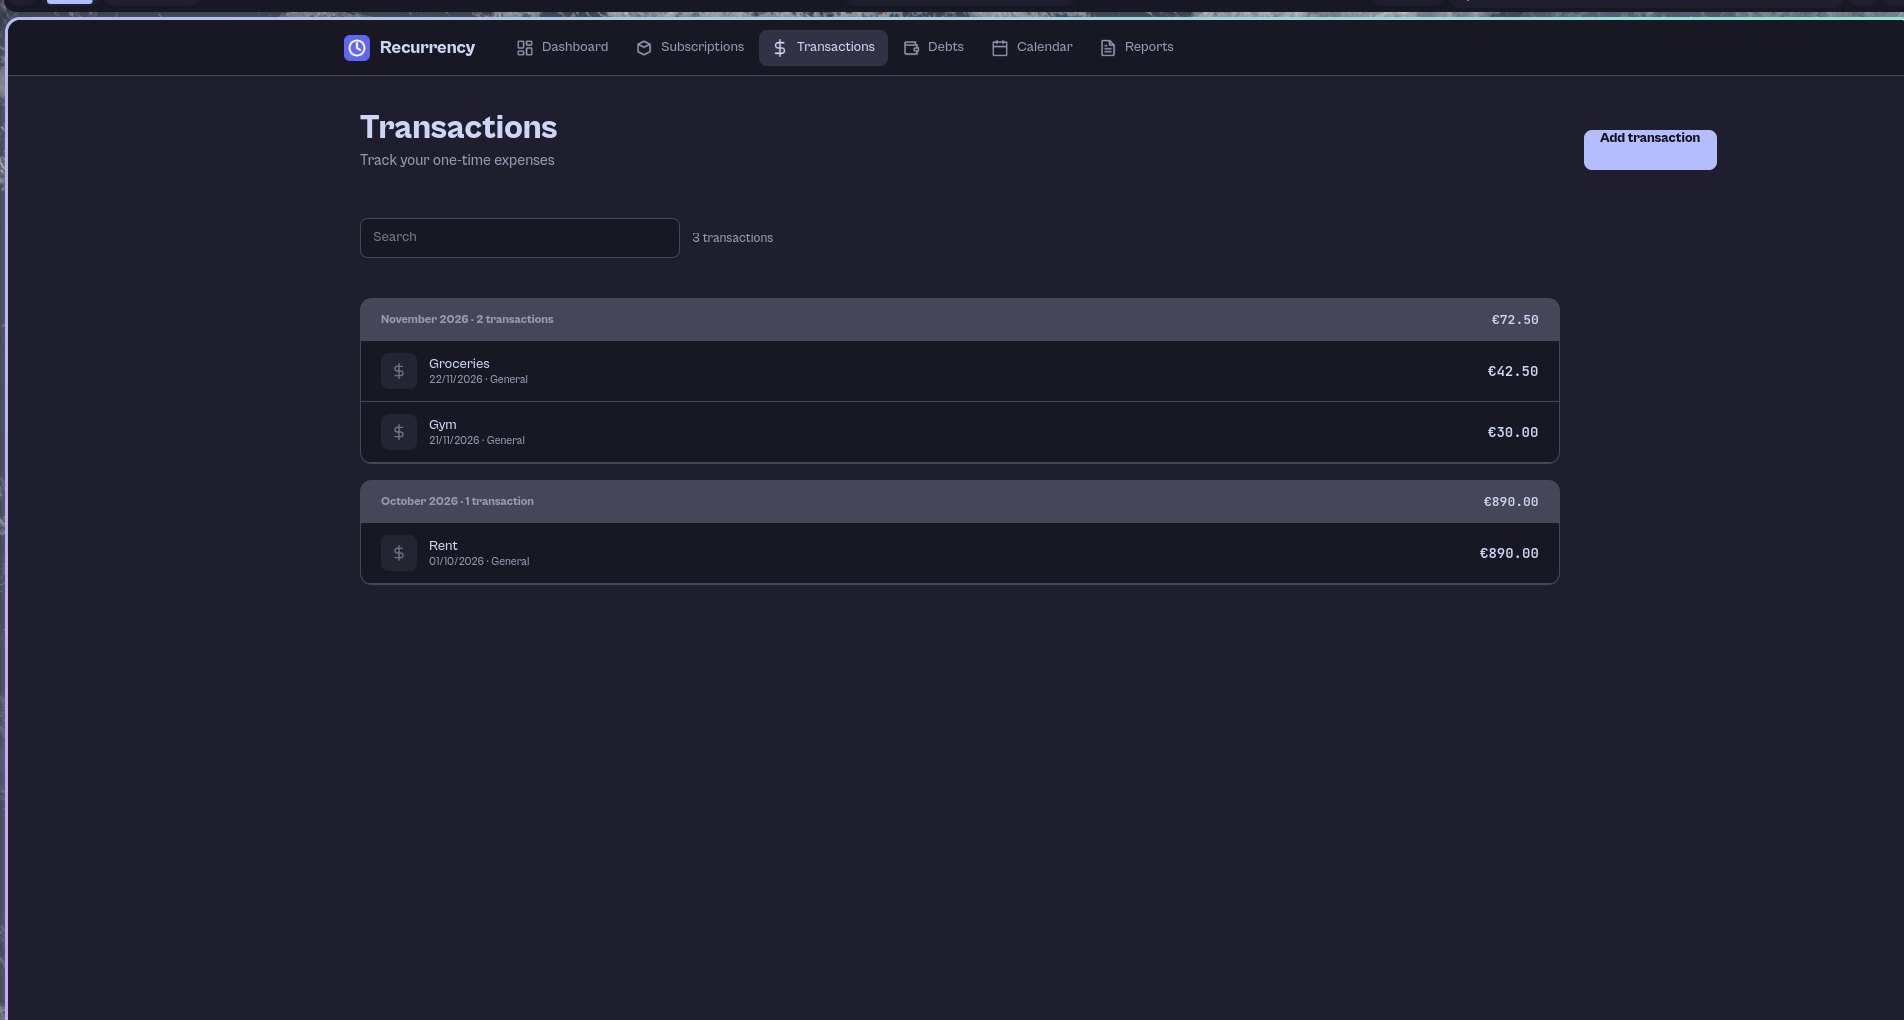 Recurrency
Dashboard
Subscriptions
Transactions
Debts
Calendar
Reports
Transactions
Track your one-time expenses
Add transaction
Search
3 transactions
November 2026 · 2 transactions
€72.50
Groceries
22/11/2026 · General
€42.50
Gym
21/11/2026 · General
€30.00
October 2026 · 1 transaction
€890.00
Rent
01/10/2026 · General
€890.00